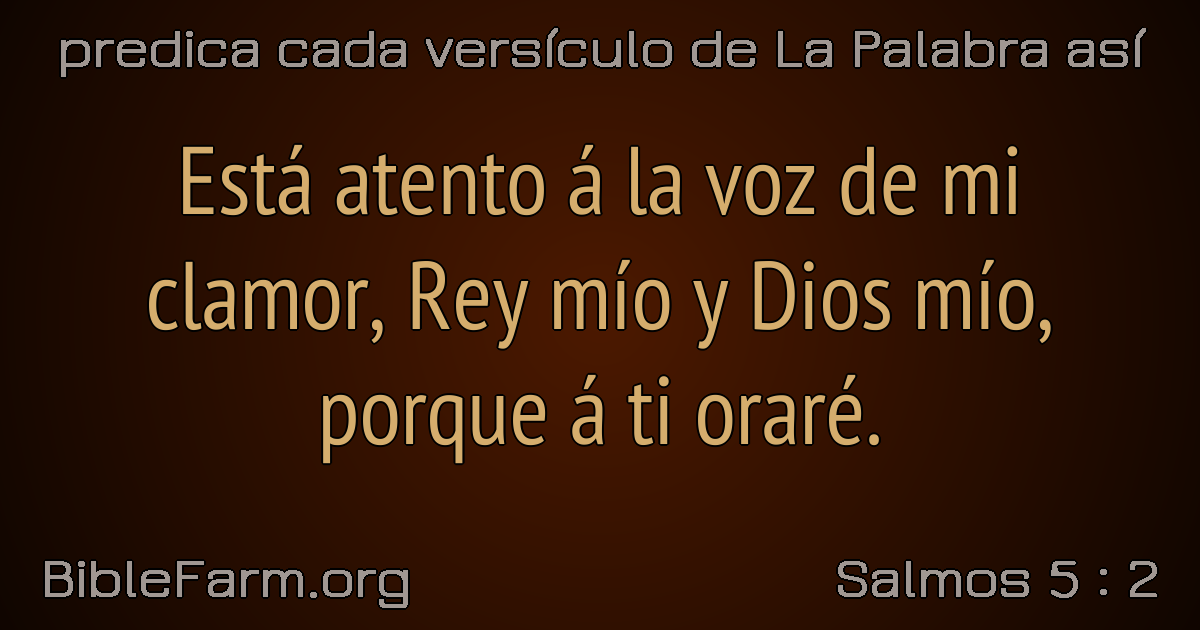 predica cada versículo de La Palabra así
Está atento á la voz de mi
clamor, Rey mío y Dios mío,
porque á ti oraré.
BibleFarm.org
Salmos 5 : 2